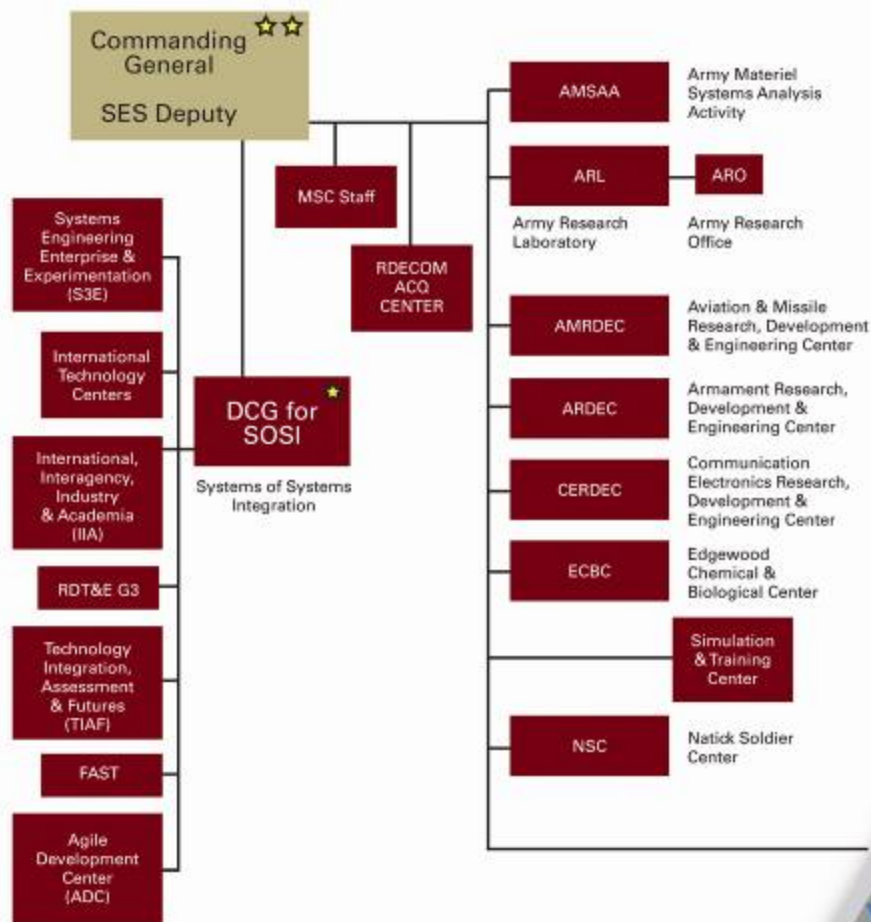 Commanding
General
SES Deputy
MSC Staff
RDECOM
ACQ
CENTER
DCG for
SOSI
Systems of Systems
Integration
Systems
Engineering
Enterprise &
Experimentation
(S3E)
International
Technology
Centers
International,
Interagency,
Industry
& Academia
(IIA)
RDT&E G3
Technology
Integration,
Assessment
& Futures
(TIAF)
FAST
Agile
Development
Center
(ADC)
AMSAA
Army Materiel
Systems Analysis
Activity
ARL
Army Research
Laboratory
ARO
Army Research
Office
AMRDEC
Aviation & Missile
Research, Development
& Engineering Center
ARDEC
Armament Research,
Development &
Engineering Center
CERDEC
Communication
Electronics Research,
Development &
Engineering Center
ECBC
Edgewood
Chemical &
Biological Center
Simulation
& Training
Center
NSC
Natick Soldier
Center